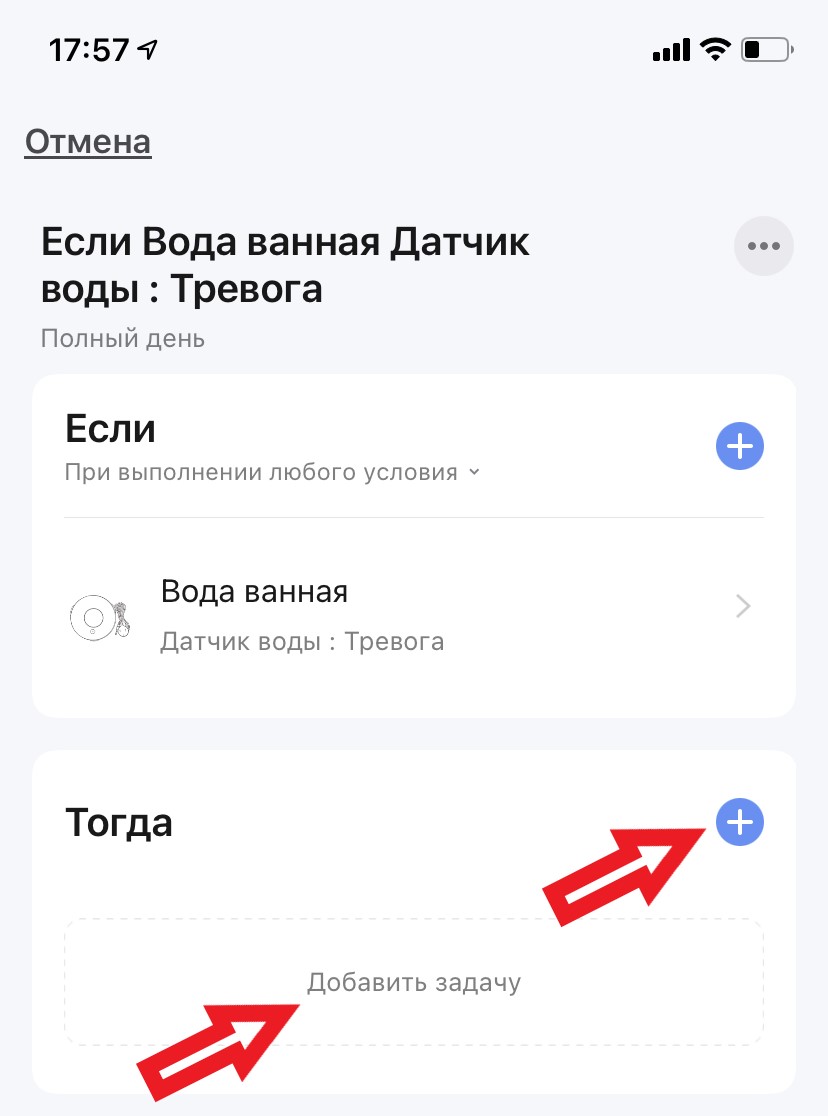 17:57
Отмена
Если Вода ванная Датчик
воды : Тревога
Полный день
Если
При выполнении любого условия
Вода ванная
Датчик воды : Тревога
Тогда
Добавить задачу